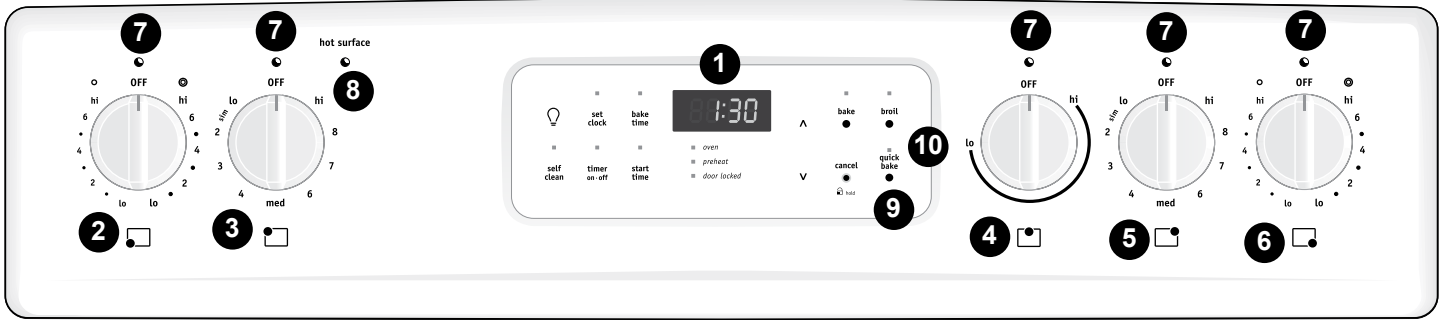 7
7
hot surface
8
OFF
hi
hi
6
6
4
4
2
2
lo
lo
2
OFF
lo
hi
sim
2
8
3
7
4
6
med
3
1
1:30
set
clock
bake
time
self
clean
timer
on-off
start
time
oven
preheat
door locked
bake
broil
cancel
hold
quick
bake
10
9
7
OFF
hi
lo
4
7
OFF
lo
hi
sim
2
8
3
7
4
6
med
5
7
OFF
hi
hi
6
6
2
2
lo
lo
6